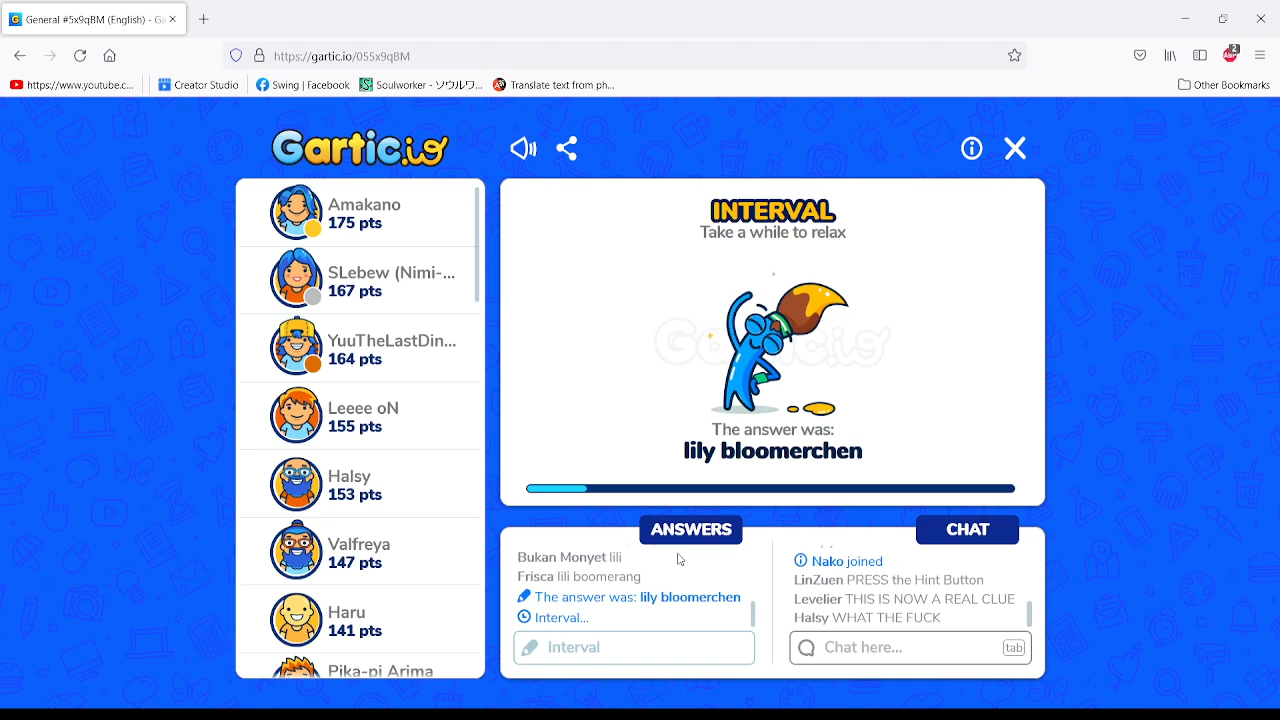 General #5x9qBM (English) - Ga
https://gartic.io/055x9qBM
2
https://www.youtube.c...
Creator Studio
Swing | Facebook
Soulworker - ソウルワ...
Translate text from ph...
Other Bookmarks
Gartic.io
Amakano
175 pts
SLebew (Nimi-...
167 pts
YuuTheLastDin...
164 pts
Leeee oN
155 pts
Halsy
153 pts
Valfreya
147 pts
Haru
141 pts
Pika-pi Arima
INTERVAL
Take a while to relax
Gartic.io
The answer was:
lily bloomerchen
ANSWERS
Bukan Monyet lili
Frisca lili boomerang
The answer was: lily bloomerchen
Interval...
Interval
CHAT
Nako joined
LinZuen PRESS the Hint Button
Levelier THIS IS NOW A REAL CLUE
Halsy WHAT THE FUCK
Chat here...
tab